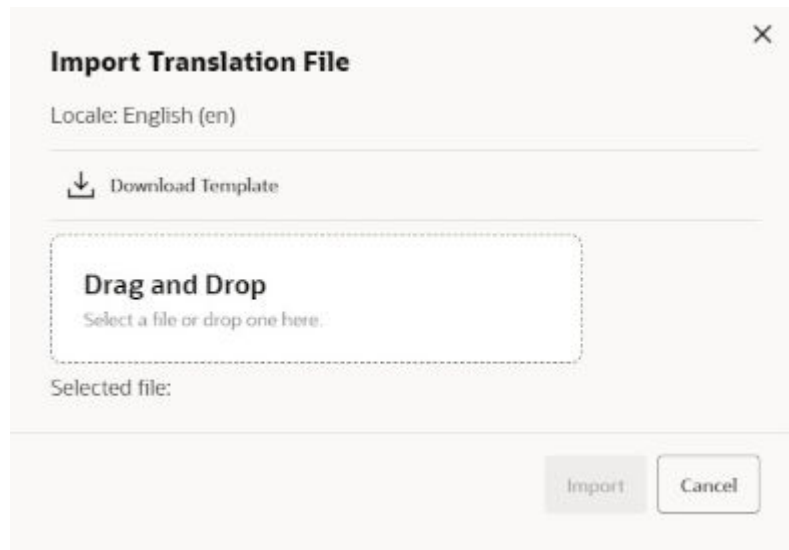 Import Translation File
Locale: English (en)
Download Template
Drag and Drop
Select a file or drop one here.
Selected file:
Import
Cancel